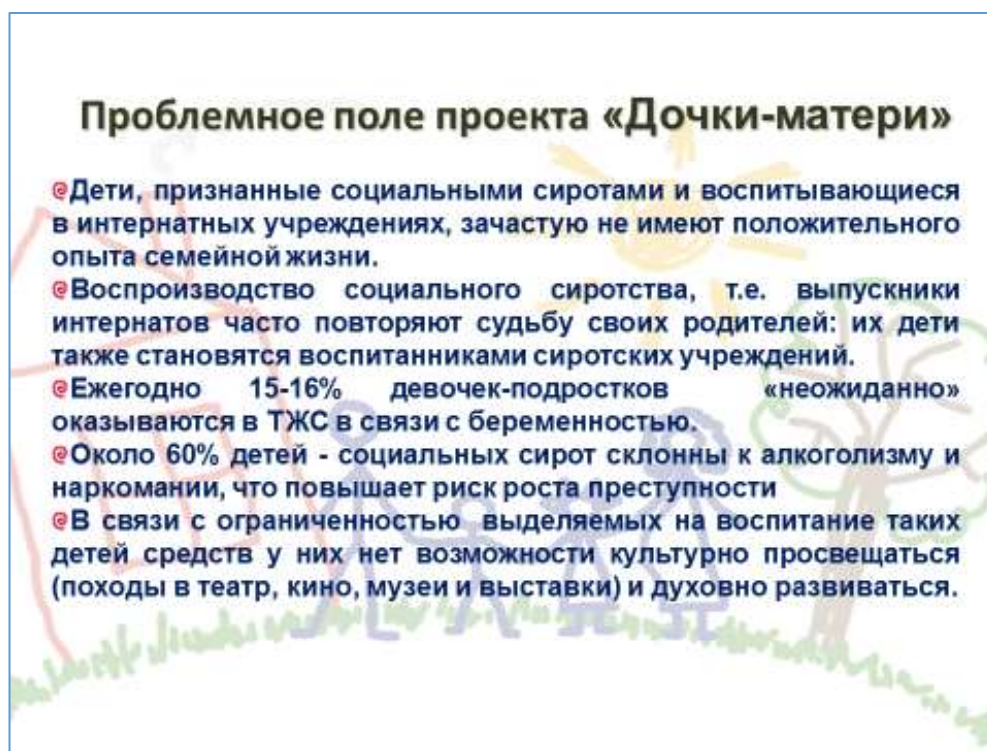 Проблемное поле проекта «Дочки-матери»
Дети, признанные социальными сиротами и воспитывающиеся
в интернатных учреждениях, зачастую не имеют положительного
опыта семейной жизни.
Воспроизводство социального сиротства, т.е. выпускники
интернатов часто повторяют судьбу своих родителей: их дети
также становятся воспитанниками сиротских учреждений.
Ежегодно 15-16% девочек-подростков «неожиданно»
оказываются в ТЖС в связи с беременностью.
Около 60% детей - социальных сирот склонны к алкоголизму и
наркомании, что повышает риск роста преступности
В связи с ограниченностью выделяемых на воспитание таких
детей средств у них нет возможности культурно просвещаться
(походы в театр, кино, музеи и выставки) и духовно развиваться.